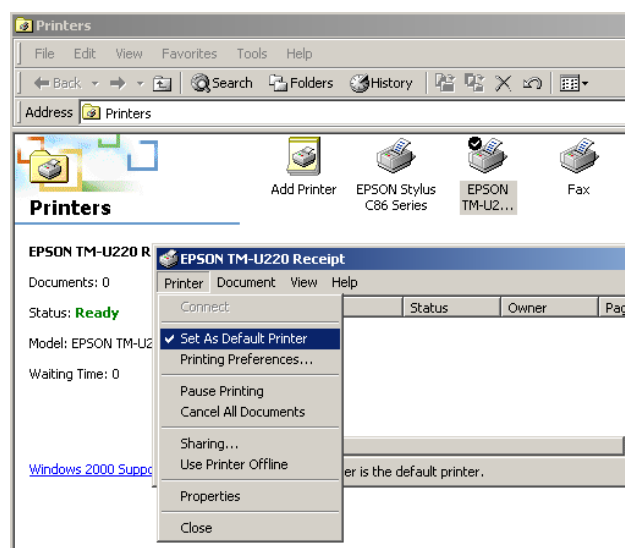 Printers
File Edit View Favorites Tools Help
Back Search Folders History
Address Printers
Add Printer EPSON Stylus C86 Series EPSON TM-U2... Fax
Printers
EPSON TM-U220 R
Documents: 0
Status: Ready
Model: EPSON TM-U2
Waiting Time: 0
Windows 2000 Suppo
EPSON TM-U220 Receipt
Printer Document View Help
Status Owner Pag
Connect
Set As Default Printer
Printing Preferences...
Pause Printing
Cancel All Documents
Sharing...
Use Printer Offline
Properties
Close
er is the default printer.